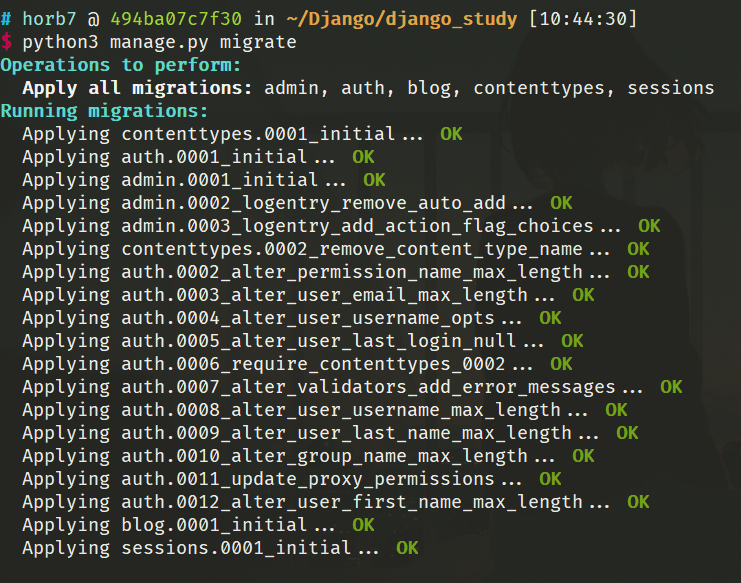 # horb7 @ 494ba07c7f30 in ~/Django/django_study [10:44:30]
$ python3 manage.py migrate
Operations to perform:
  Apply all migrations: admin, auth, blog, contenttypes, sessions
Running migrations:
  Applying contenttypes.0001_initial... OK
  Applying auth.0001_initial... OK
  Applying admin.0001_initial... OK
  Applying admin.0002_logentry_remove_auto_add... OK
  Applying admin.0003_logentry_add_action_flag_choices... OK
  Applying contenttypes.0002_remove_content_type_name... OK
  Applying auth.0002_alter_permission_name_max_length... OK
  Applying auth.0003_alter_user_email_max_length... OK
  Applying auth.0004_alter_user_username_opts... OK
  Applying auth.0005_alter_user_last_login_null... OK
  Applying auth.0006_require_contenttypes_0002... OK
  Applying auth.0007_alter_validators_add_error_messages... OK
  Applying auth.0008_alter_user_username_max_length... OK
  Applying auth.0009_alter_user_last_name_max_length... OK
  Applying auth.0010_alter_group_name_max_length... OK
  Applying auth.0011_update_proxy_permissions... OK
  Applying auth.0012_alter_user_first_name_max_length... OK
  Applying blog.0001_initial... OK
  Applying sessions.0001_initial... OK